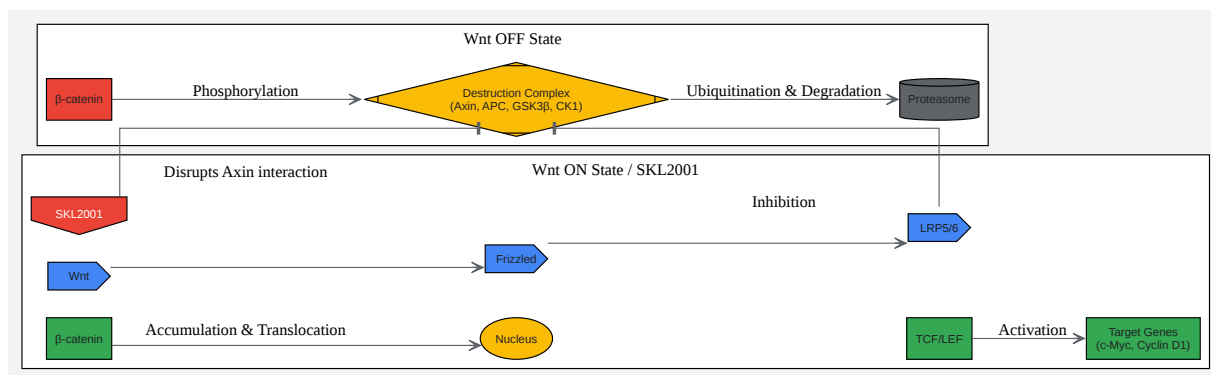 Wnt OFF State
β-catenin
Phosphorylation
Destruction Complex
(Axin, APC, GSK3β, CK1)
Ubiquitination & Degradation
Proteasome
Wnt ON State / SKL2001
Disrupts Axin interaction
SKL2001
Inhibition
LRP5/6
Wnt
Frizzled
β-catenin
Accumulation & Translocation
Nucleus
TCF/LEF
Activation
Target Genes
(c-Myc, Cyclin D1)